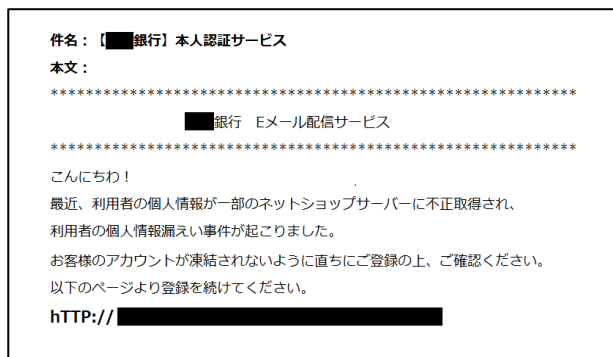 件名:【銀行】本人認証サービス
本文:
************************************************************
銀行 Eメール配信サービス
************************************************************
こんにちわ！
最近、利用者の個人情報が一部のネットショップサーバーに不正取得され、
利用者の個人情報漏えい事件が起こりました。
お客様のアカウントが凍結されないように直ちにご登録の上、ご確認ください。
以下のページより登録を続けてください。
hTTP://